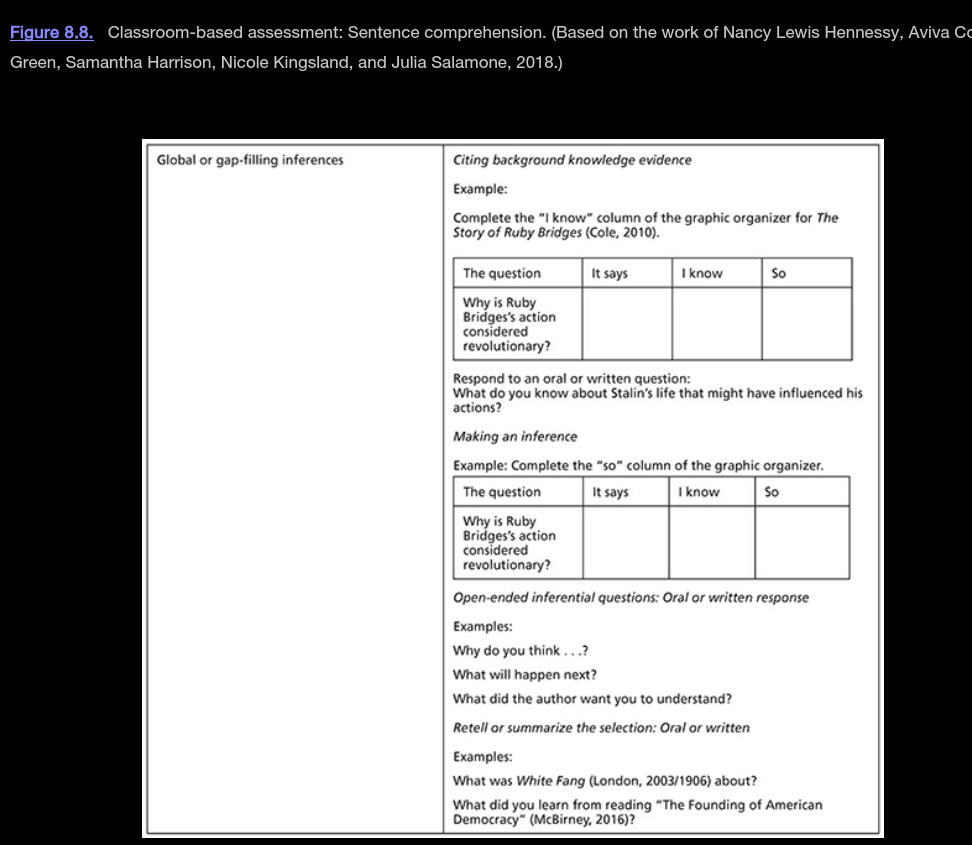 Figure 8.8. Classroom-based assessment: Sentence comprehension. (Based on the work of Nancy Lewis Hennessy, Aviva
Green, Samantha Harrison, Nicole Kingsland, and Julia Salamone, 2018.)
Global or gap-filling inferences
Citing background knowledge evidence
Example:
Complete the “I know” column of the graphic organizer for The
Story of Ruby Bridges (Cole, 2010).
The question It says I know So
Why is Ruby
Bridges’s action
considered
revolutionary?
Respond to an oral or written question:
What do you know about Stalin’s life that might have influenced his
actions?
Making an inference
Example: Complete the “so” column of the graphic organizer.
The question It says I know So
Why is Ruby
Bridges’s action
considered
revolutionary?
Open-ended inferential questions: Oral or written response
Examples:
Why do you think . . .?
What will happen next?
What did the author want you to understand?
Retell or summarize the selection: Oral or written
Examples:
What was White Fang (London, 2003/1906) about?
What did you learn from reading “The Founding of American
Democracy” (McBirney, 2016)?